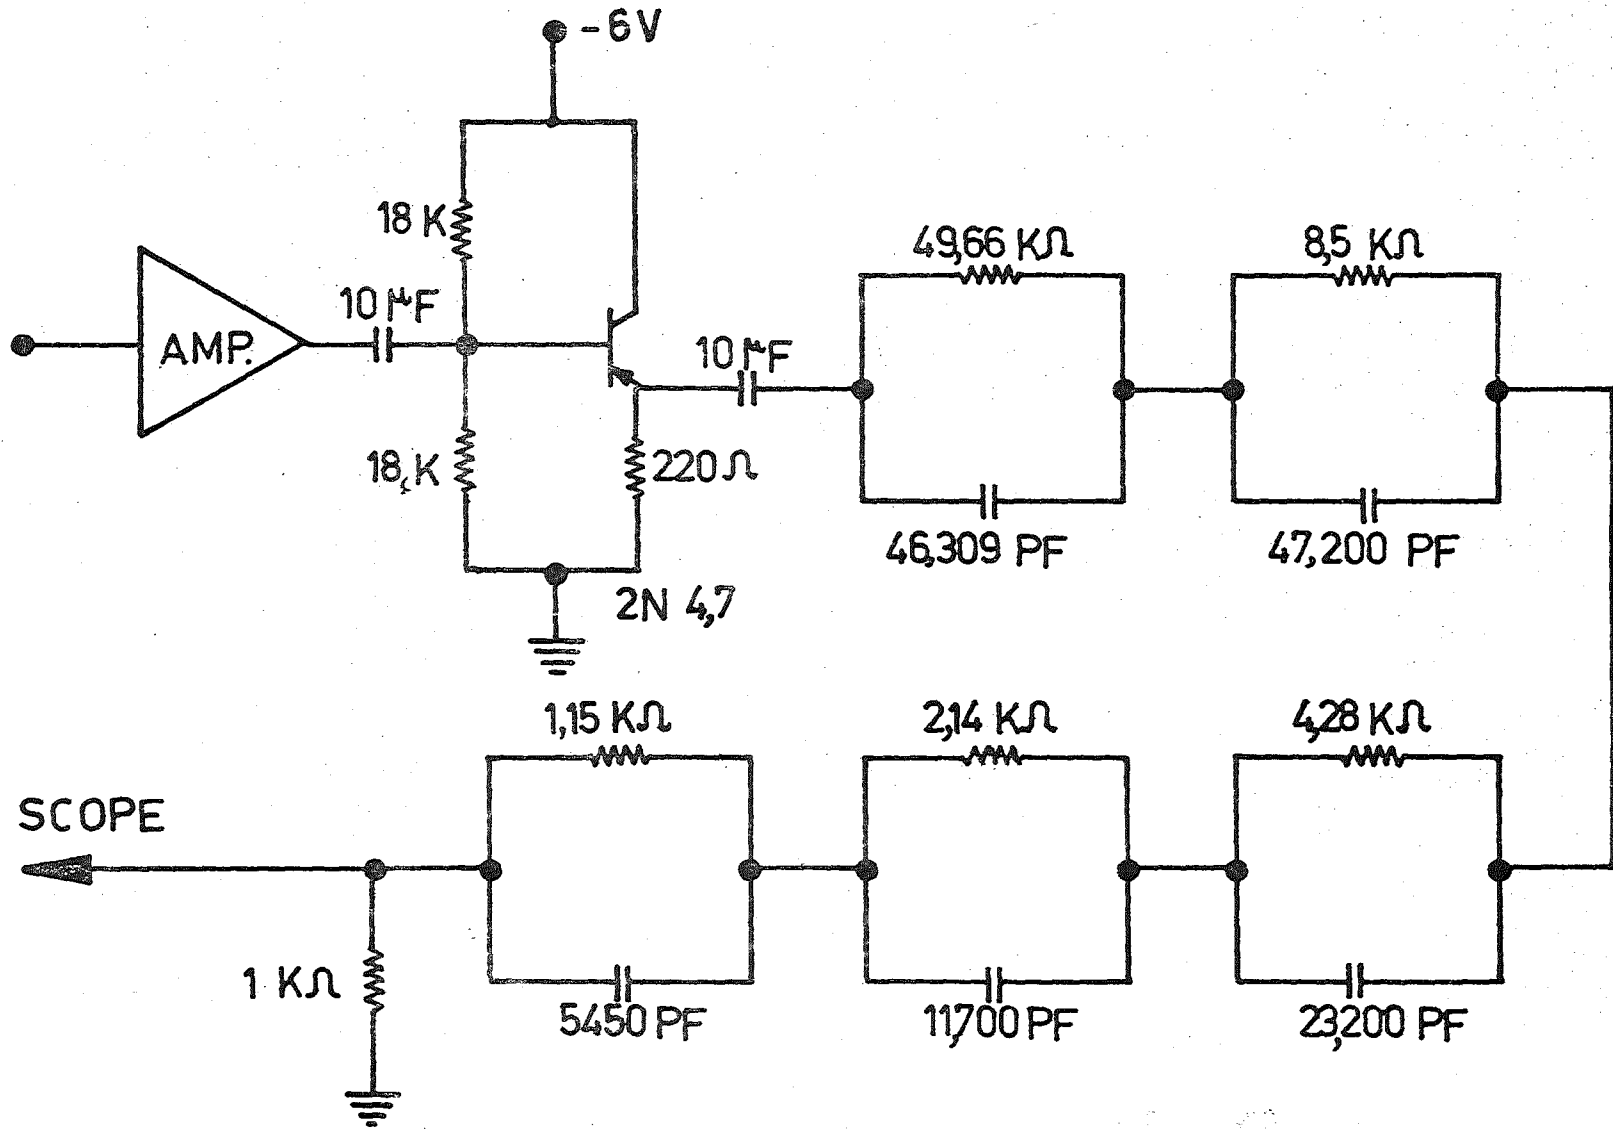 -6V
18 K
49,66 KΩ
8,5 KΩ
10 µF
AMP.
10 µF
18 K
220 Ω
46,309 PF
47,200 PF
2N 4,7
1,15 KΩ
2,14 KΩ
4,28 KΩ
SCOPE
1 KΩ
5450 PF
11,700 PF
23,200 PF